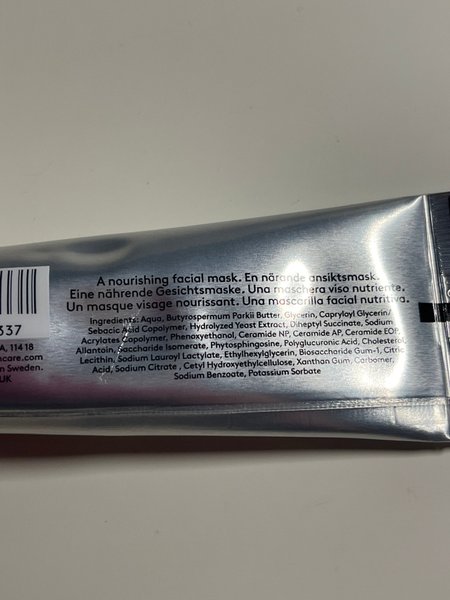 A nourishing facial mask. En närande ansiktsmask.
Eine nährende Gesichtsmaske. Una maschera viso nutriente.
Un masque visage nourissant. Una mascarilla facial nutritiva.
Ingredients: Aqua, Butyrospermum Parkii Butter, Glycerin, Capryloyl Glycerin/
Sebacic Acid Copolymer, Hydrolyzed Yeast Extract, Diheptyl Succinate, Sodium
Acrylates Copolymer, Phenoxyethanol, Ceramide NP, Ceramide AP, Ceramide EOP,
Allantoin, Saccharide Isomerate, Phytosphingosine, Polyglucuronic Acid, Cholesterol,
Lecithin, Sodium Lauroyl Lactylate, Ethylhexylglycerin, Biosaccharide Gum-1, Citric
Acid, Sodium Citrate , Cetyl Hydroxyethylcellulose, Xanthan Gum, Carbomer,
Sodium Benzoate, Potassium Sorbate
337
A, 114 18
ncare.com
n Sweden.
UK